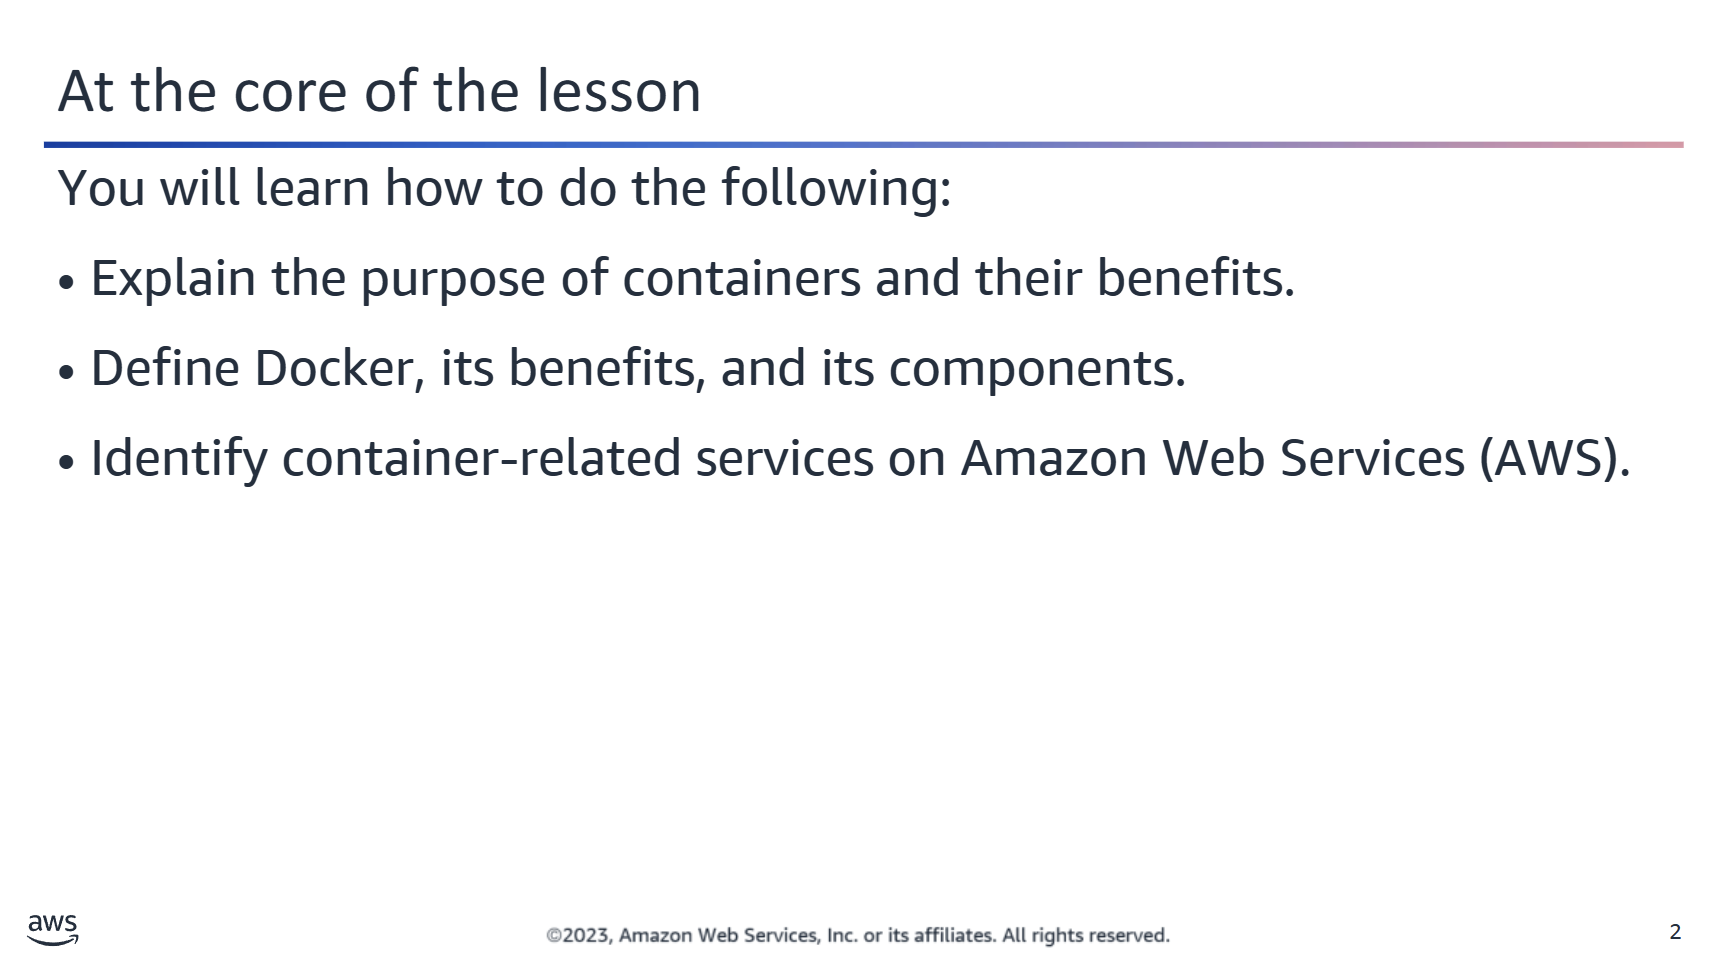 At the core of the lesson
You will learn how to do the following:
• Explain the purpose of containers and their benefits.
• Define Docker, its benefits, and its components.
• Identify container-related services on Amazon Web Services (AWS).
aws
©2023, Amazon Web Services, Inc. or its affiliates. All rights reserved.
2